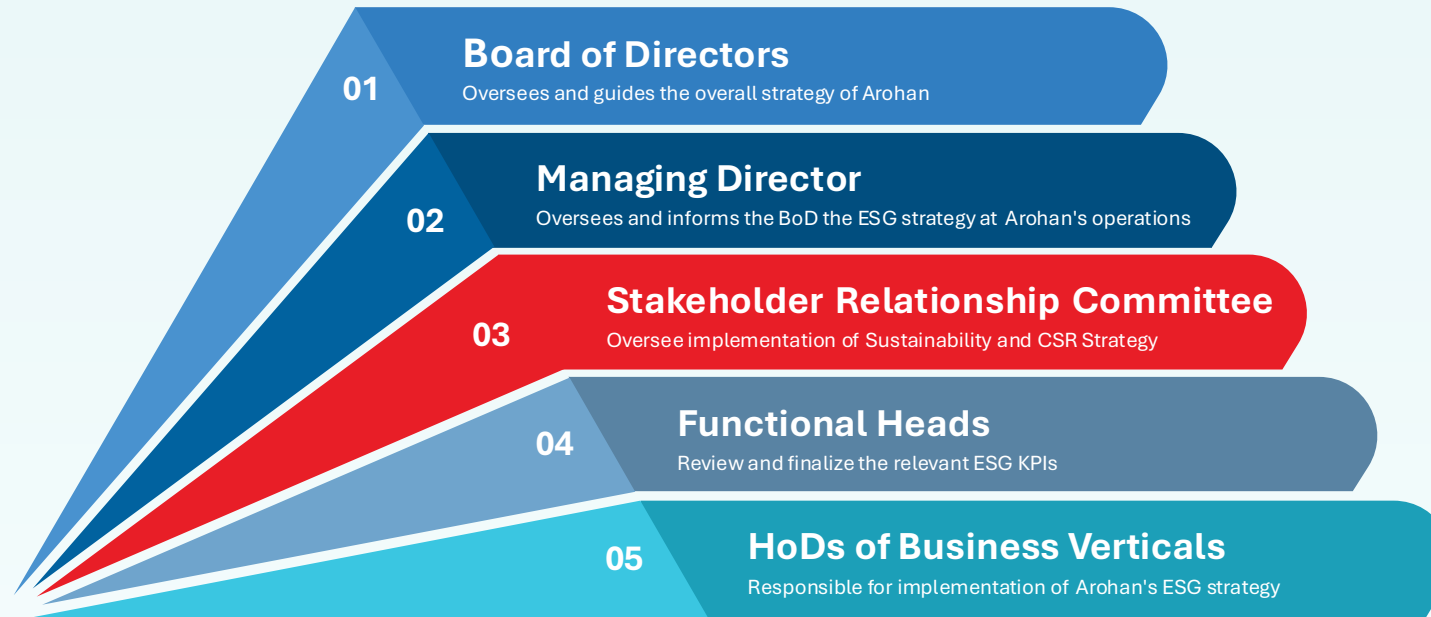 01
Board of Directors
Oversees and guides the overall strategy of Arohan
02
Managing Director
Oversees and informs the BoD the ESG strategy at Arohan's operations
03
Stakeholder Relationship Committee
Oversee implementation of Sustainability and CSR Strategy
04
Functional Heads
Review and finalize the relevant ESG KPIs
05
HoDs of Business Verticals
Responsible for implementation of Arohan's ESG strategy